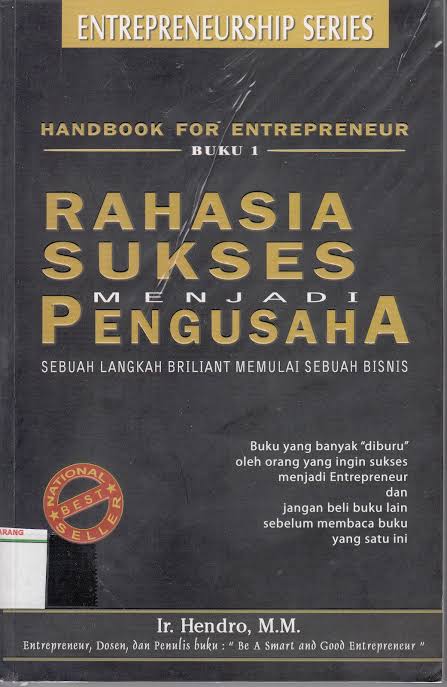 ENTREPRENEURSHIP SERIES
HANDBOOK FOR ENTREPRENEUR
BUKU 1
RAHASIA
SUKSES
MENJADI
PENGUSAHA
SEBUAH LANGKAH BRILIANT MEMULAI SEBUAH BISNIS
Buku yang banyak "diburu"
oleh orang yang ingin sukses
menjadi Entrepreneur
dan
jangan beli buku lain
sebelum membaca buku
yang satu ini
NATIONAL
BEST
SELLER
ARANG
Ir. Hendro, M.M.
Entrepreneur, Dosen, dan Penulis buku : " Be A Smart and Good Entrepreneur "